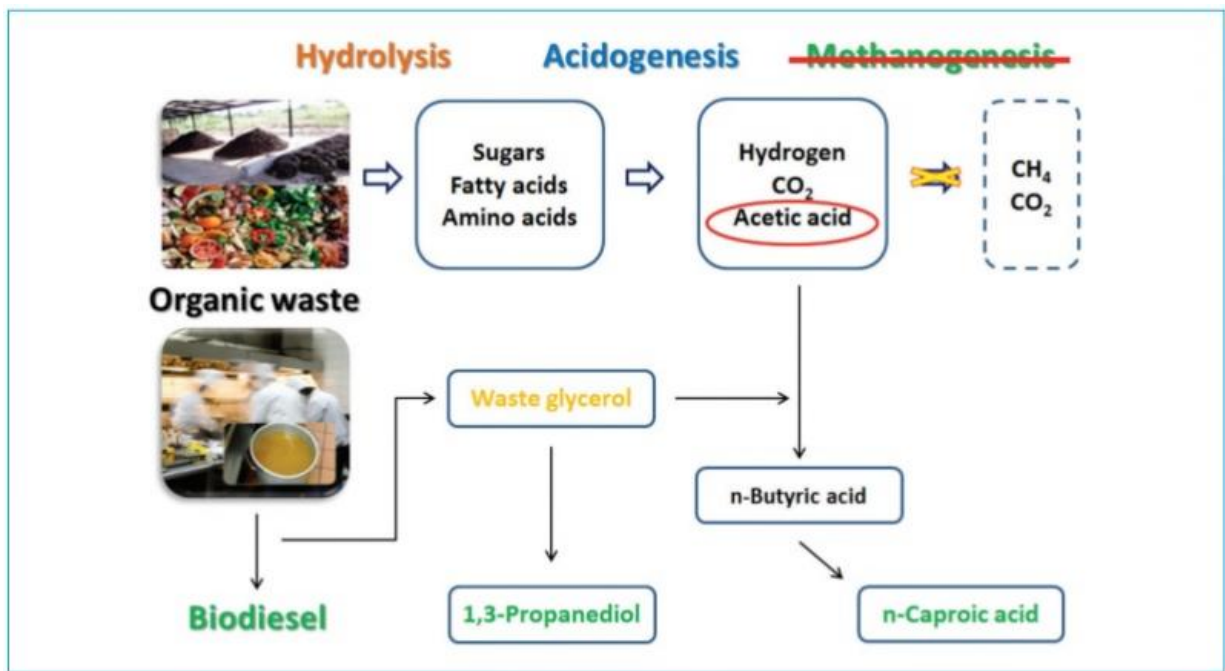 Hydrolysis
Acidogenesis
Methanogenesis
Sugars
Fatty acids
Amino acids
Hydrogen
CO₂
Acetic acid
CH₄
CO₂
Organic waste
Waste glycerol
n-Butyric acid
Biodiesel
1,3-Propanediol
n-Caproic acid